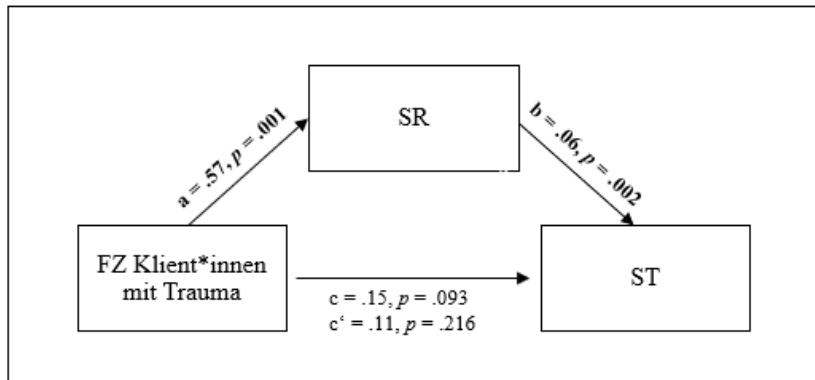 SR
a = .57, p = .001
b = .06, p = .002
FZ Klient*innen
mit Trauma
ST
c = .15, p = .093
c‘ = .11, p = .216